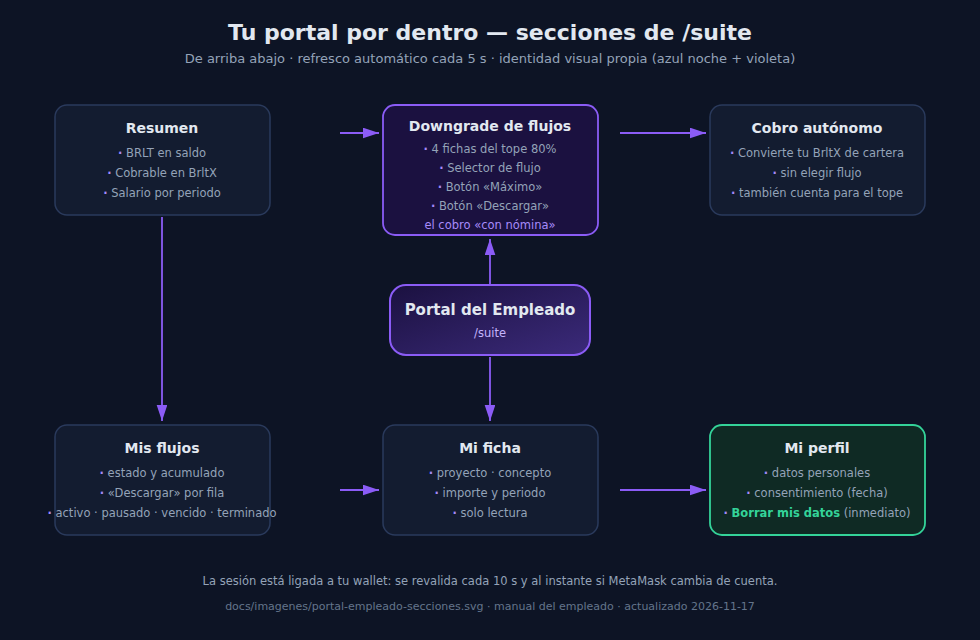 Tu portal por dentro — secciones de /suite
De arriba abajo · refresco automático cada 5 s · identidad visual propia (azul noche + violeta)
Resumen
· BRLT en saldo
· Cobrable en BrltX
· Salario por periodo
Downgrade de flujos
· 4 fichas del tope 80%
· Selector de flujo
· Botón «Máximo»
· Botón «Descargar»
el cobro «con nómina»
Cobro autónomo
· Convierte tu BrltX de cartera
· sin elegir flujo
· también cuenta para el tope
Portal del Empleado
/suite
Mis flujos
· estado y acumulado
· «Descargar» por fila
· activo · pausado · vencido · terminado
Mi ficha
· proyecto · concepto
· importe y periodo
· solo lectura
Mi perfil
· datos personales
· consentimiento (fecha)
· Borrar mis datos (inmediato)
La sesión está ligada a tu wallet: se revalida cada 10 s y al instante si MetaMask cambia de cuenta.
docs/imagenes/portal-empleado-secciones.svg · manual del empleado · actualizado 2026-11-17